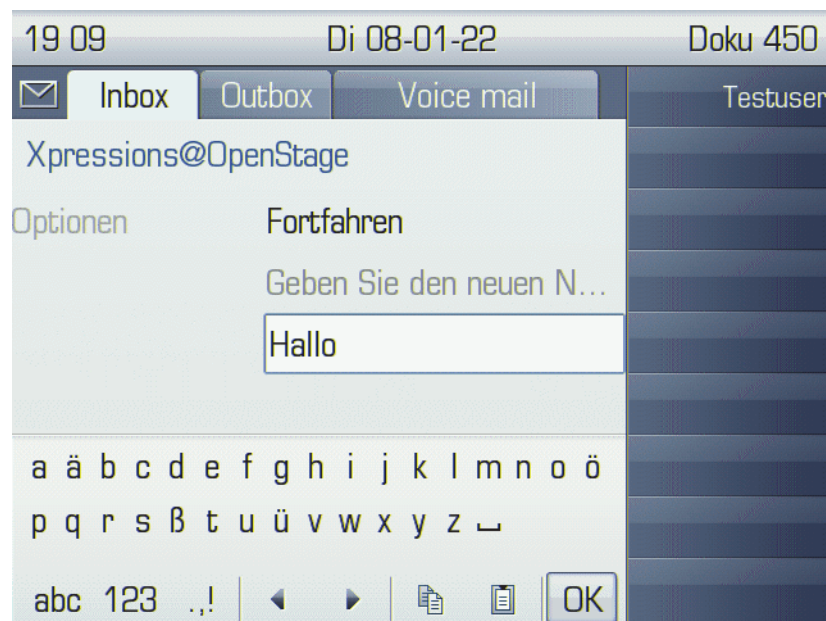 19 09 Di 08-01-22 Doku 450
Inbox Outbox Voice mail Testuser
Xpressions@OpenStage
Optionen Fortfahren
Geben Sie den neuen N...
Hallo
a ä b c d e f g h i j k l m n o ö
p q r s ß t u ü v w x y z ⎵
abc 123 .,! OK